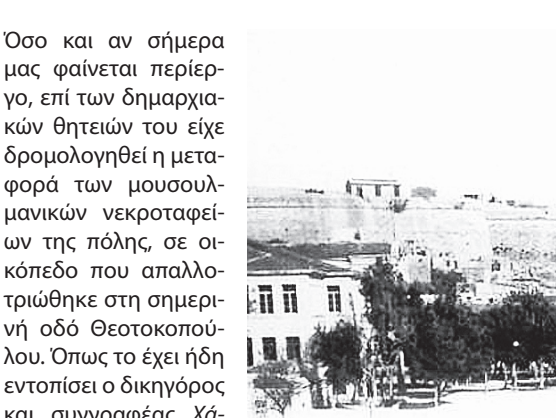 Όσο και αν σήμερα
μας φαίνεται περίερ-
γο, επί των δημαρχια-
κών θητειών του είχε
δρομολογηθεί η μετα-
φορά των μουσουλ-
μανικών νεκροταφεί-
ων της πόλης, σε οι-
κόπεδο που απαλλο-
τριώθηκε στη σημερι-
νή οδό Θεοτοκοπού-
λου. Όπως το έχει ήδη
εντοπίσει ο δικηγόρος
και συγγραφέας Χά-